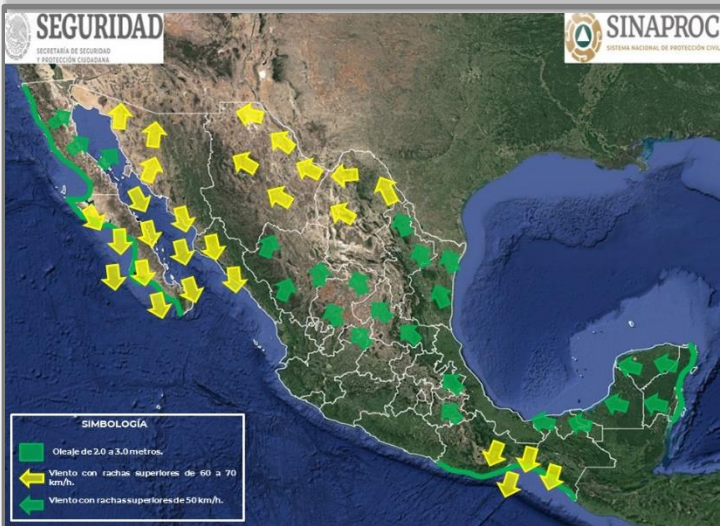 SEGURIDAD
SECRETARÍA DE SEGURIDAD
Y PROTECCIÓN CIUDADANA
SINAPROC
SISTEMA NACIONAL DE PROTECCIÓN CIVIL
SIMBOLOGÍA
Oleaje de 2.0 a 3.0 metros.
Viento con rachas superiores de 60 a 70
km/h.
Viento con rachas superiores de 50 km/h.